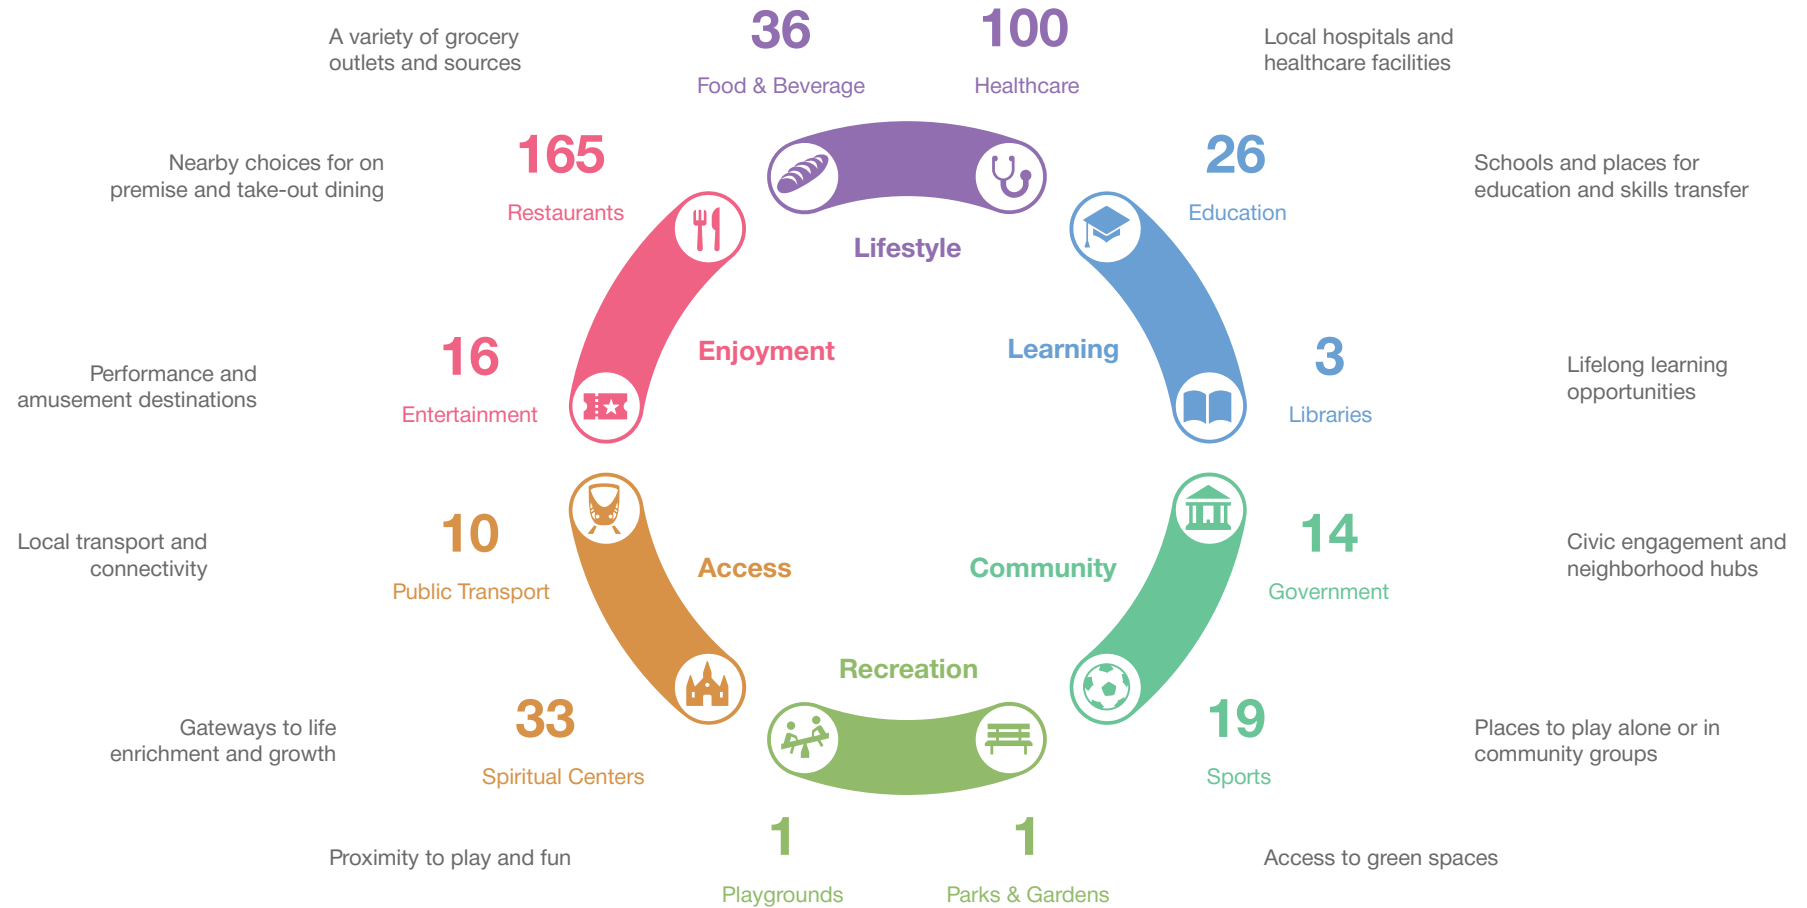 A variety of grocery
outlets and sources
36
Food & Beverage
100
Healthcare
Local hospitals and
healthcare facilities
Nearby choices for on
premise and take-out dining
165
Restaurants
Lifestyle
26
Education
Schools and places for
education and skills transfer
Performance and
amusement destinations
16
Entertainment
Enjoyment
Learning
3
Libraries
Lifelong learning
opportunities
Local transport and
connectivity
10
Public Transport
Access
Community
14
Government
Civic engagement and
neighborhood hubs
Gateways to life
enrichment and growth
33
Spiritual Centers
Recreation
19
Sports
Places to play alone or in
community groups
Proximity to play and fun
1
Playgrounds
1
Parks & Gardens
Access to green spaces